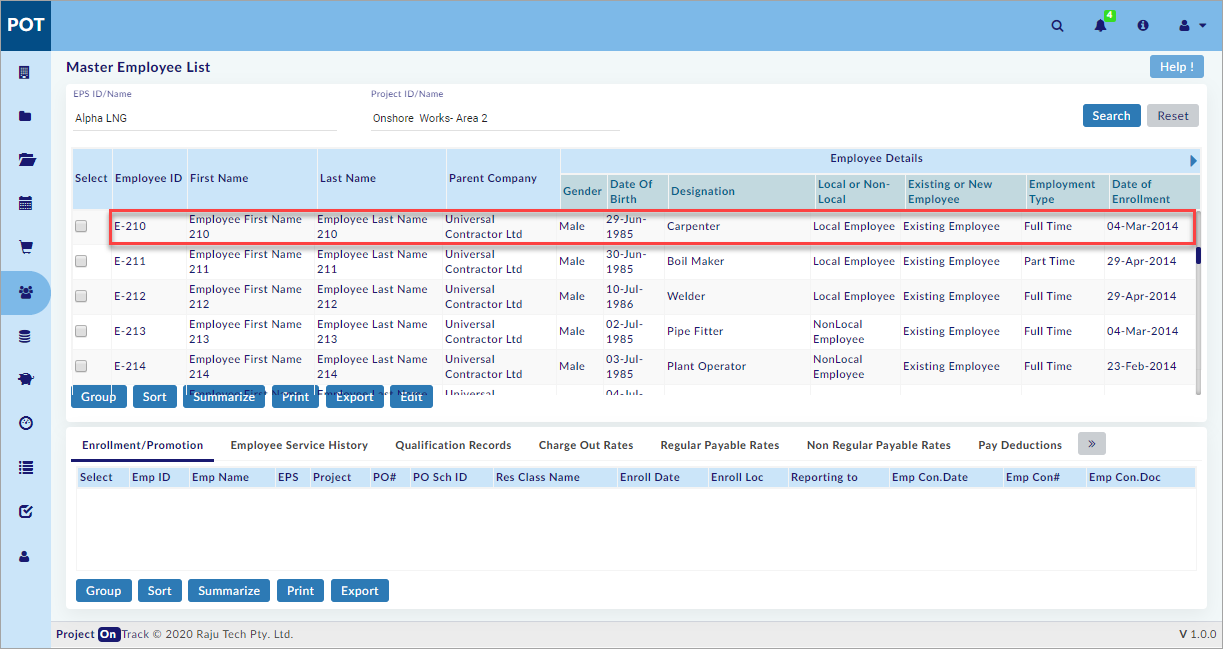 POT
4
Master Employee List
Help !
EPS ID/Name
Project ID/Name
Alpha LNG
Onshore Works- Area 2
Search
Reset
Employee Details
Select
Employee ID
First Name
Last Name
Parent Company
Gender
Date Of
Birth
Designation
Local or Non-
Local
Existing or New
Employee
Employment
Type
Date of
Enrollment
E-210
Employee First Name
210
Employee Last Name
210
Universal
Contractor Ltd
Male
29-Jun-
1985
Carpenter
Local Employee
Existing Employee
Full Time
04-Mar-2014
E-211
Employee First Name
211
Employee Last Name
211
Universal
Contractor Ltd
Male
30-Jun-
1985
Boil Maker
Local Employee
Existing Employee
Part Time
29-Apr-2014
E-212
Employee First Name
212
Employee Last Name
212
Universal
Contractor Ltd
Male
10-Jul-
1986
Welder
Local Employee
Existing Employee
Full Time
29-Apr-2014
E-213
Employee First Name
213
Employee Last Name
213
Universal
Contractor Ltd
Male
02-Jul-
1985
Pipe Fitter
NonLocal
Employee
Existing Employee
Full Time
04-Mar-2014
E-214
Employee First Name
214
Employee Last Name
214
Universal
Contractor Ltd
Male
03-Jul-
1985
Plant Operator
NonLocal
Employee
Existing Employee
Full Time
23-Feb-2014
Universal
04-Jul-
Group
Sort
Summarize
Print
Export
Edit
Enrollment/Promotion
Employee Service History
Qualification Records
Charge Out Rates
Regular Payable Rates
Non Regular Payable Rates
Pay Deductions
»
Select
Emp ID
Emp Name
EPS
Project
PO#
PO Sch ID
Res Class Name
Enroll Date
Enroll Loc
Reporting to
Emp Con.Date
Emp Con#
Emp Con.Doc
Group
Sort
Summarize
Print
Export
Project On Track © 2020 Raju Tech Pty. Ltd.
V 1.0.0